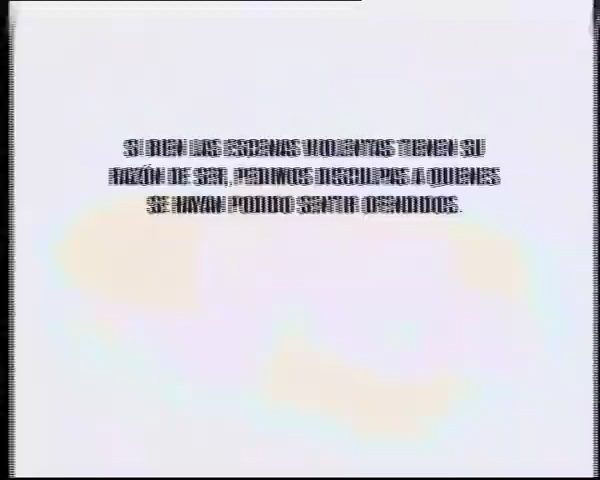 SI BIEN LAS ESCENAS VIOLENTAS TIENEN SU
RAZÓN DE SER, PEDIMOS DISCULPAS A QUIENES
SE HAYAN PODIDO SENTIR OFENDIDOS.